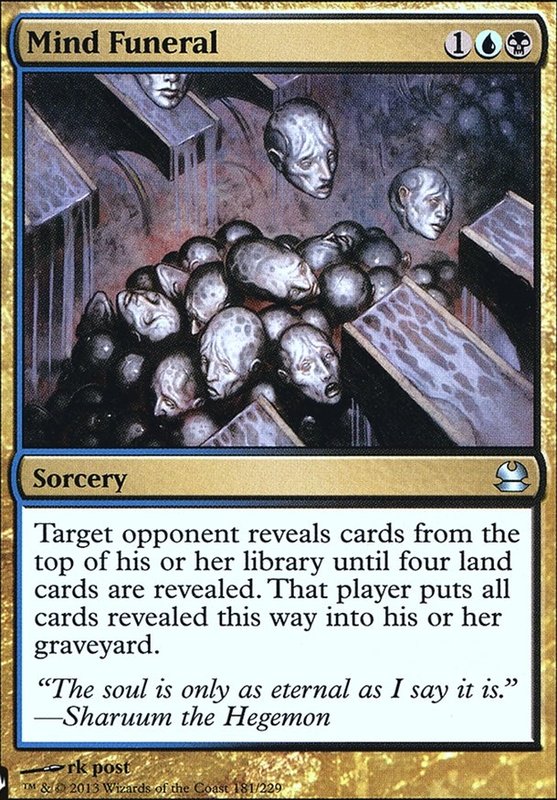 Mind Funeral
1
Sorcery
Target opponent reveals cards from the
top of his or her library until four land
cards are revealed. That player puts all
cards revealed this way into his or her
graveyard.
“The soul is only as eternal as I say it is.”
—Sharuum the Hegemon
rk post
™ & © 2013 Wizards of the Coast 181/229